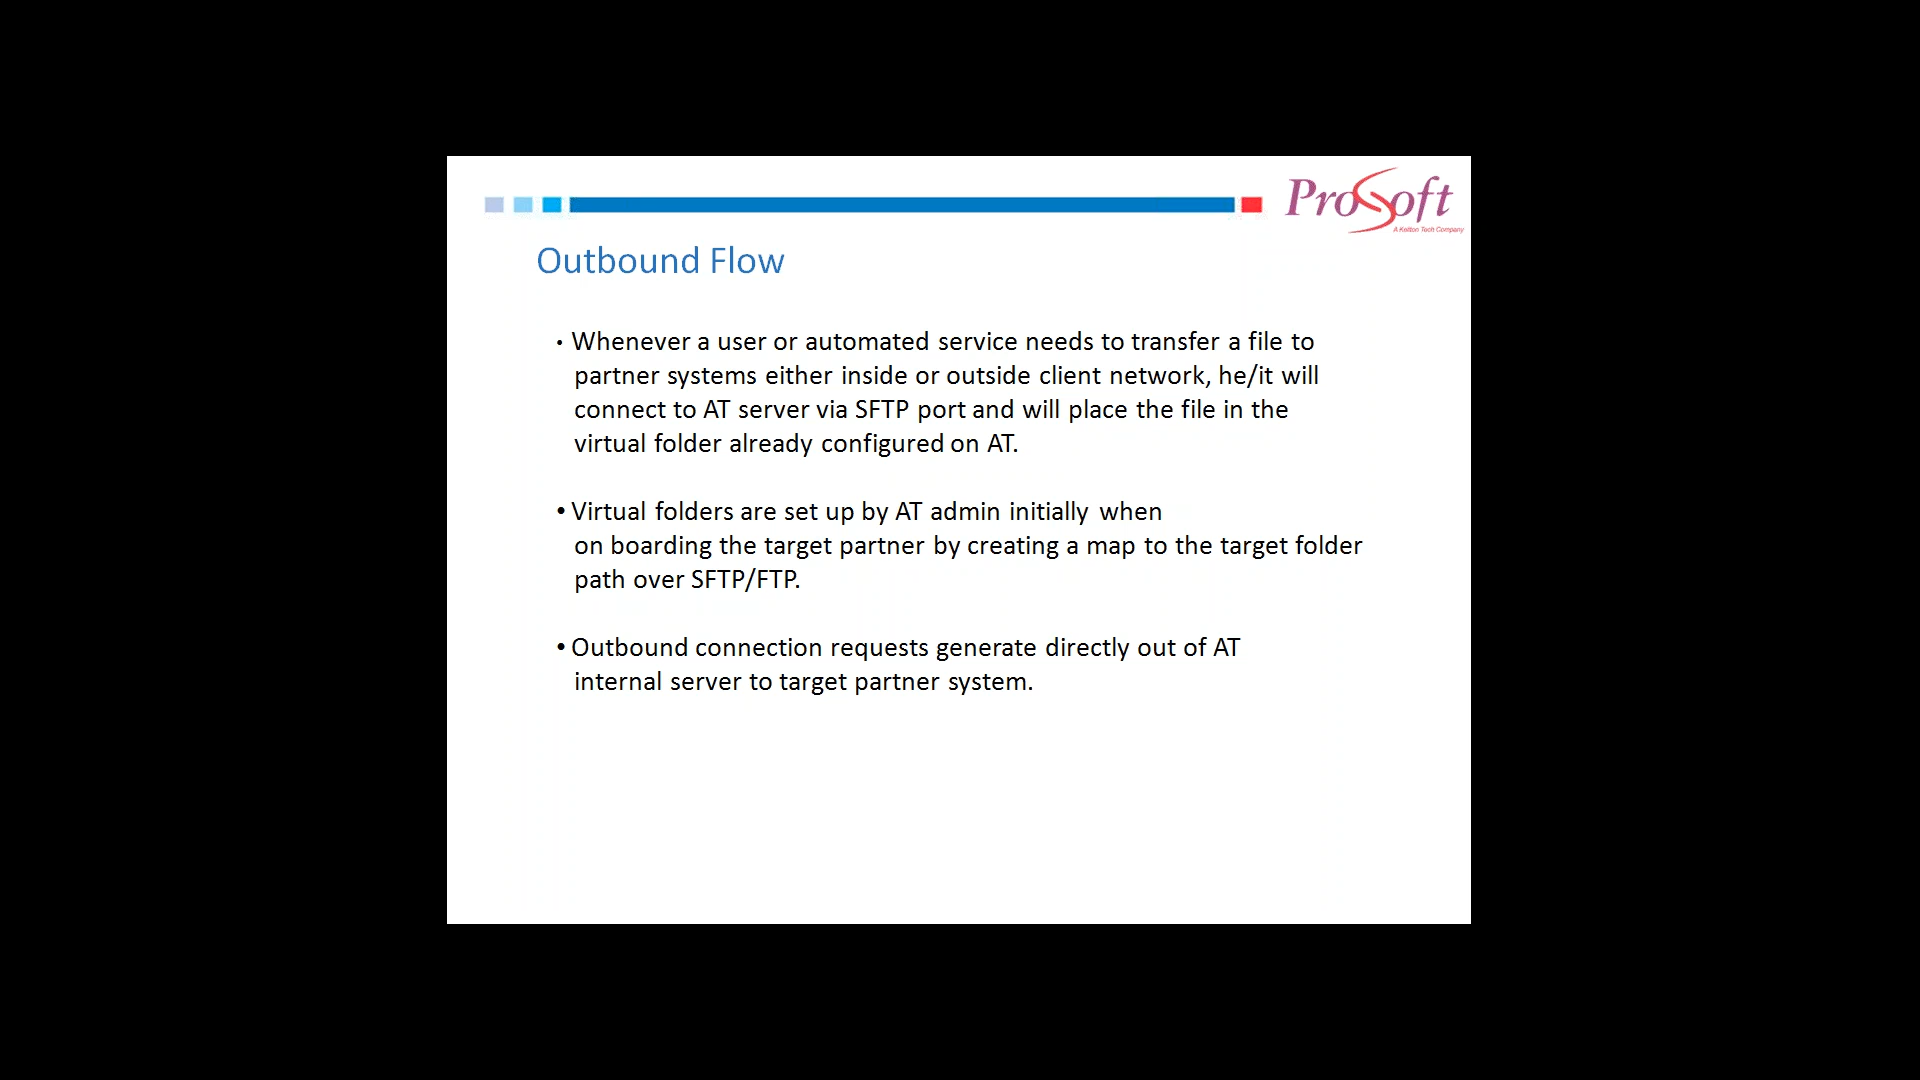 ProSoft
A Kellton Tech Company
Outbound Flow
• Whenever a user or automated service needs to transfer a file to
partner systems either inside or outside client network, he/it will
connect to AT server via SFTP port and will place the file in the
virtual folder already configured on AT.
• Virtual folders are set up by AT admin initially when
on boarding the target partner by creating a map to the target folder
path over SFTP/FTP.
• Outbound connection requests generate directly out of AT
internal server to target partner system.